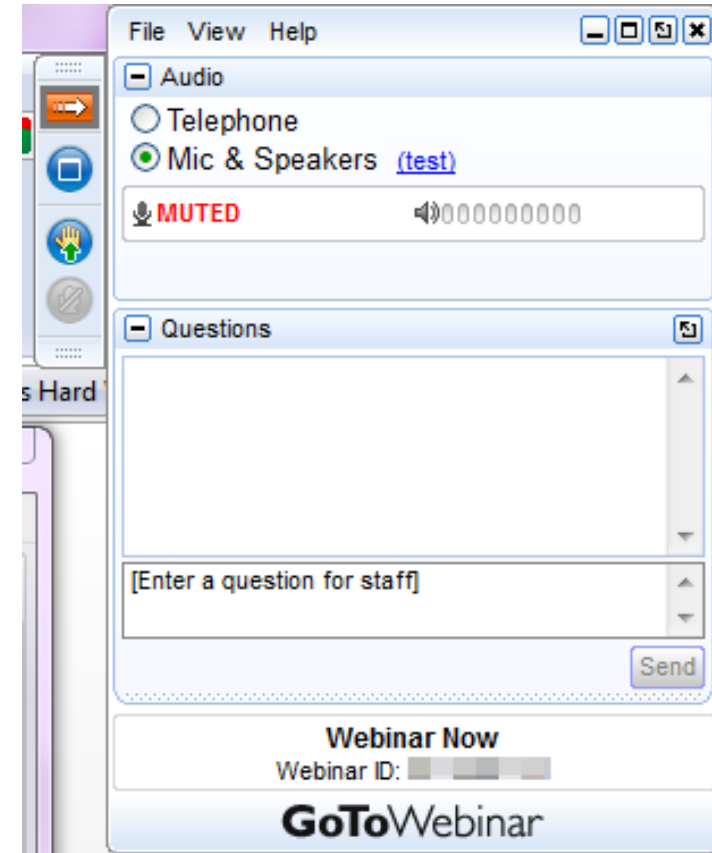 File View Help
Audio
Telephone
Mic & Speakers (test)
MUTED
Questions
s Hard
[Enter a question for staff]
Send
Webinar Now
Webinar ID:
GoToWebinar